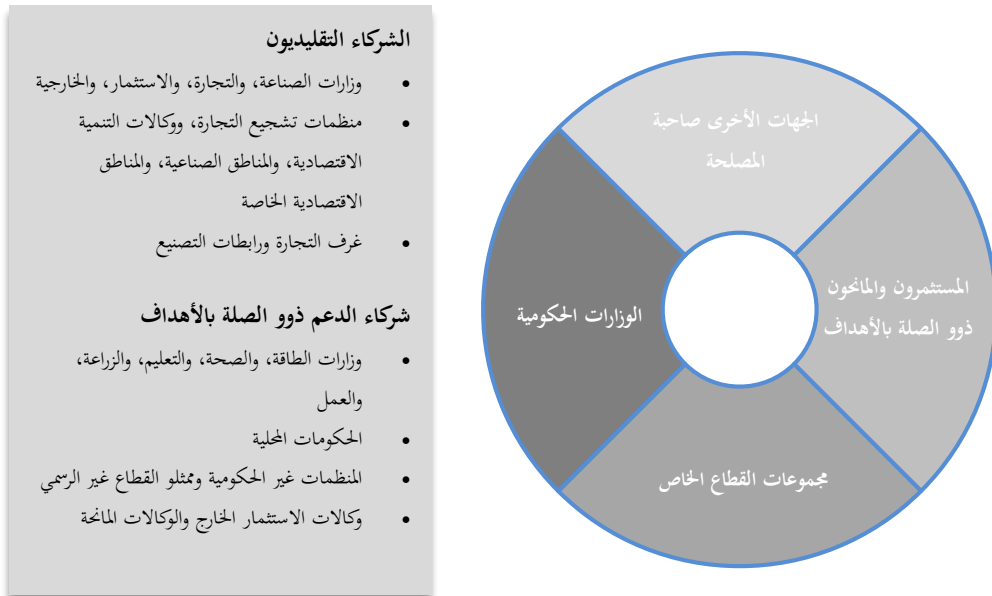 الشركاء التقليديون
• وزارات الصناعة، والتجارة، والاستثمار، والخارجية
• منظمات تشجيع التجارة، ووكالات التنمية
الاقتصادية، والمناطق الصناعية، والمناطق
الاقتصادية الخاصة
• غرف التجارة ورابطات التصنيع
شركاء الدعم ذوو الصلة بالأهداف
• وزارات الطاقة، والصحة، والتعليم، والزراعة،
والعمل
• الحكومات المحلية
• المنظمات غير الحكومية وممثلو القطاع غير الرسمي
• وكالات الاستثمار الخارج والوكالات المانحة
الجهات الأخرى صاحبة
المصلحة
المستثمرون والمانحون
ذوو الصلة بالأهداف
مجموعات القطاع الخاص
الوزارات الحكومية